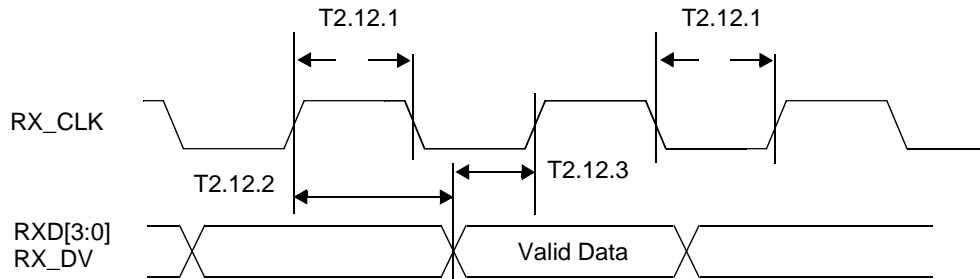 T2.12.1 T2.12.1
RX_CLK
T2.12.2 T2.12.3
RXD[3:0]
RX_DV Valid Data